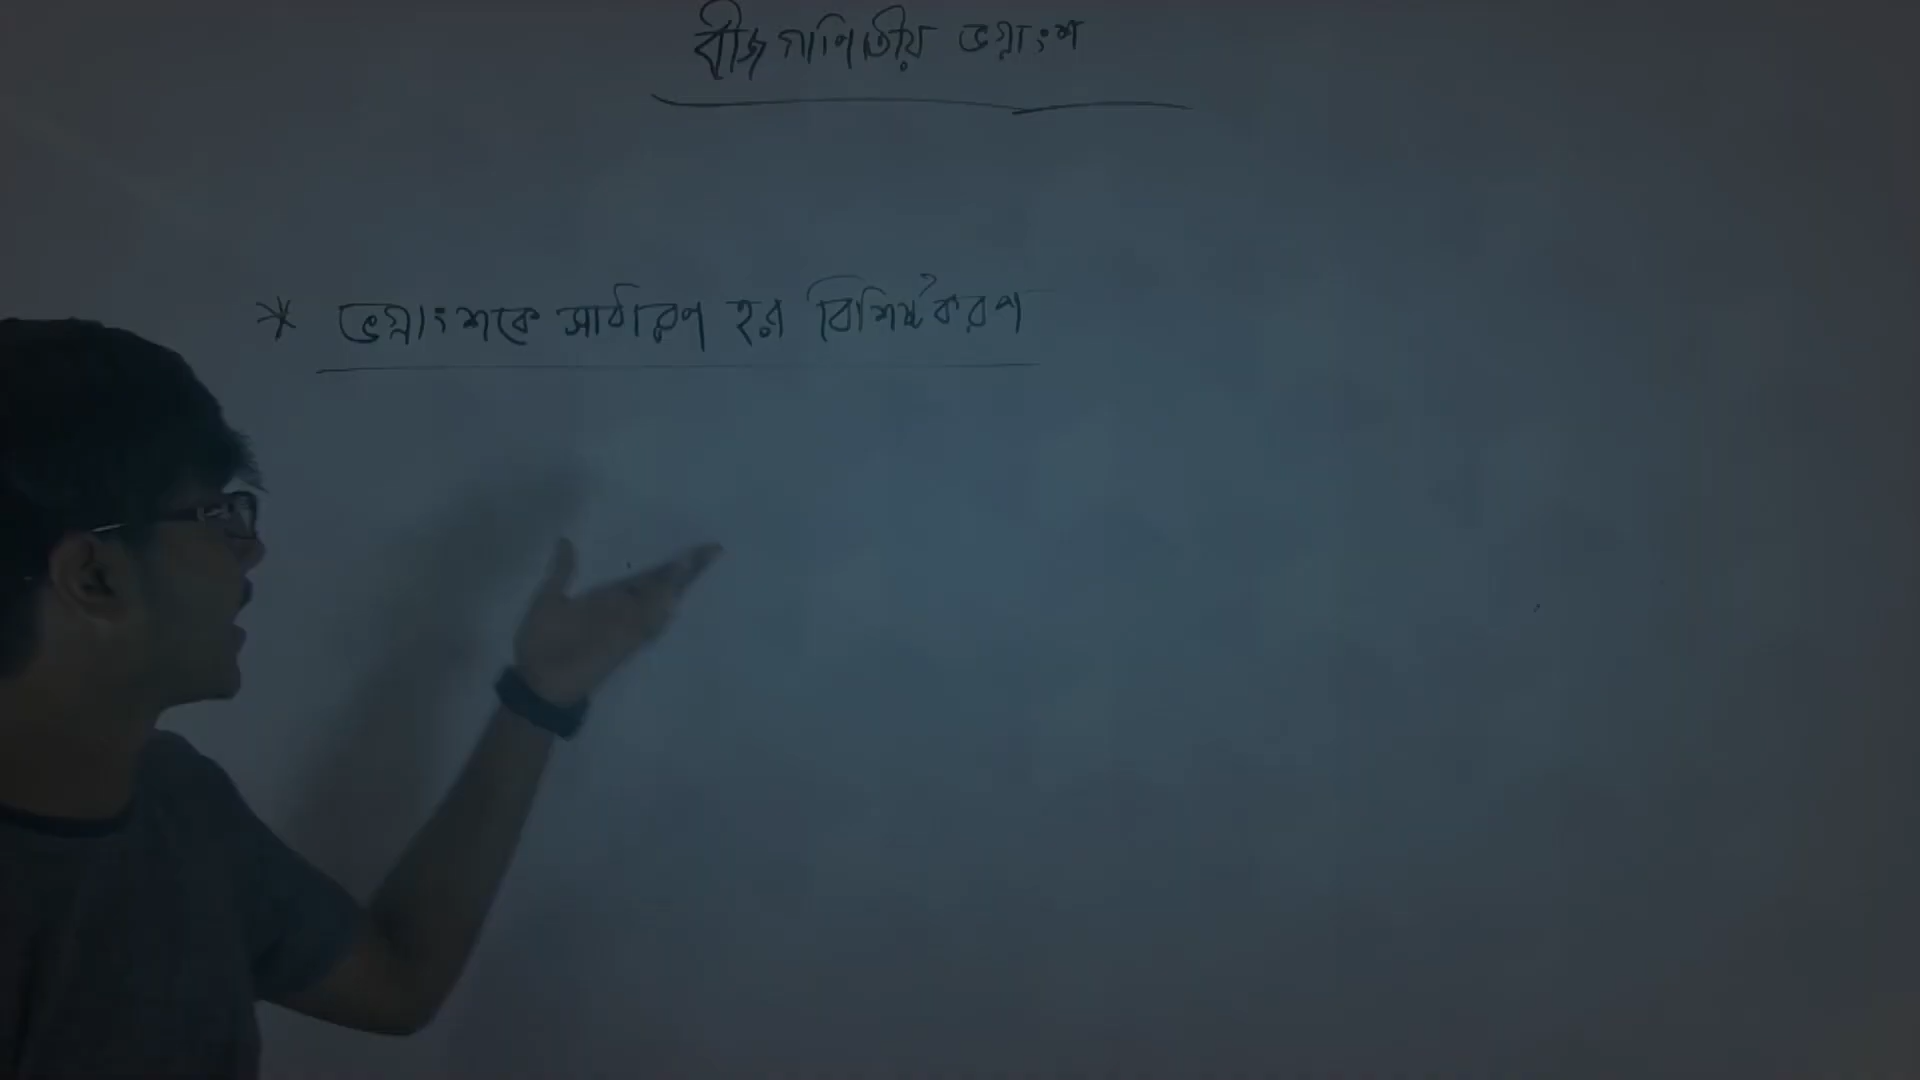 বীজগাণিতীয় ভগ্নাংশ
* ভগ্নাংশকে সাধারণ হর বিশিষ্টকরণ